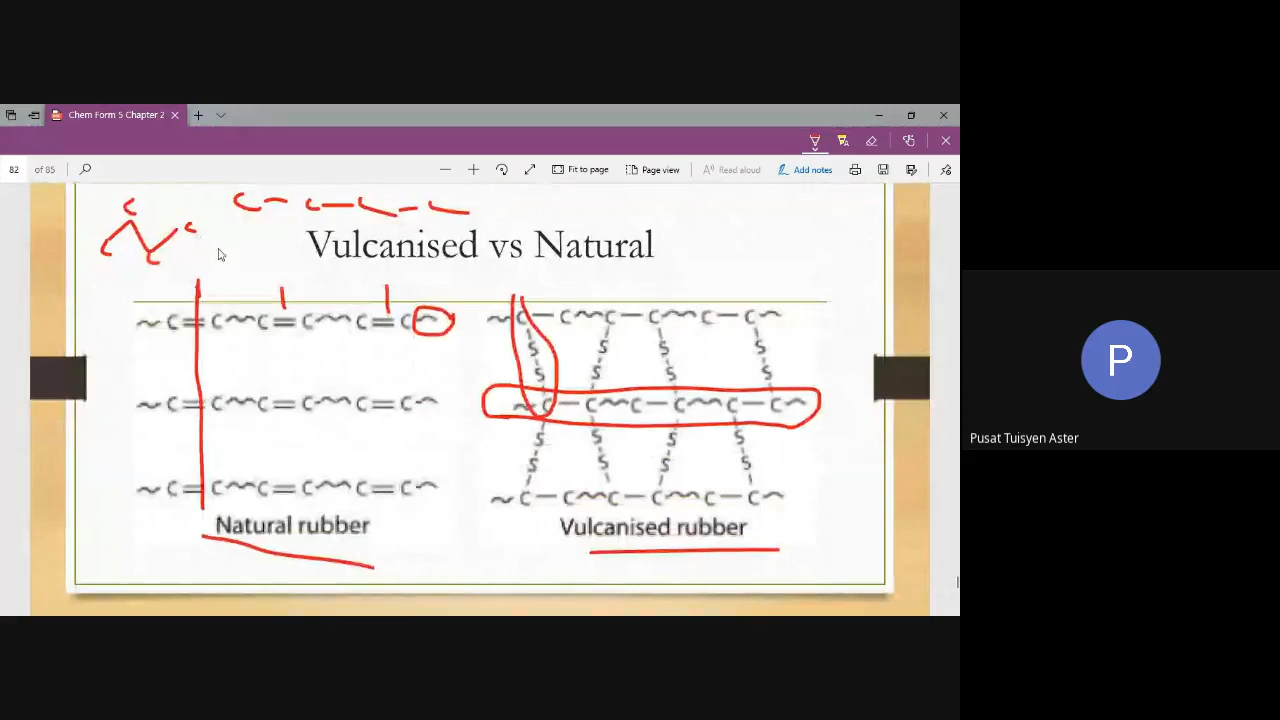 Chem Form 5 Chapter 2
82 of 85
Fit to page
Page view
Read aloud
Add notes
C
C C
C
C - C - C - C
Vulcanised vs Natural
~C=C~C=C~C=C~
~C=C~C=C~C=C~
~C=C~C=C~C=C~
Natural rubber
~C-C~C-C~C-C~
S S S S
S S S S
~C-C~C-C~C-C~
S S S S
S S S S
~C-C~C-C~C-C~
Vulcanised rubber
P
Pusat Tuisyen Aster